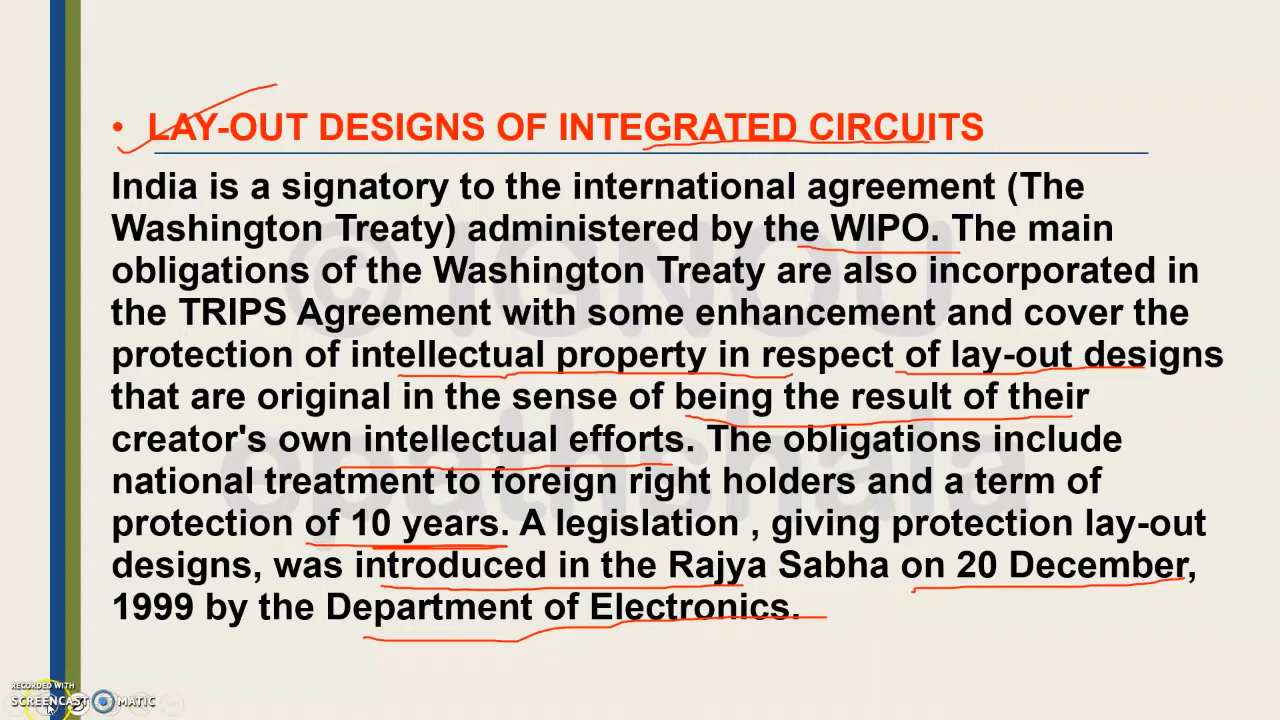 • LAY-OUT DESIGNS OF INTEGRATED CIRCUITS
India is a signatory to the international agreement (The
Washington Treaty) administered by the WIPO. The main
obligations of the Washington Treaty are also incorporated in
the TRIPS Agreement with some enhancement and cover the
protection of intellectual property in respect of lay-out designs
that are original in the sense of being the result of their
creator's own intellectual efforts. The obligations include
national treatment to foreign right holders and a term of
protection of 10 years. A legislation , giving protection lay-out
designs, was introduced in the Rajya Sabha on 20 December,
1999 by the Department of Electronics.
© IGNOU
epathshala
RECORDED WITH
SCREENCAST MATIC